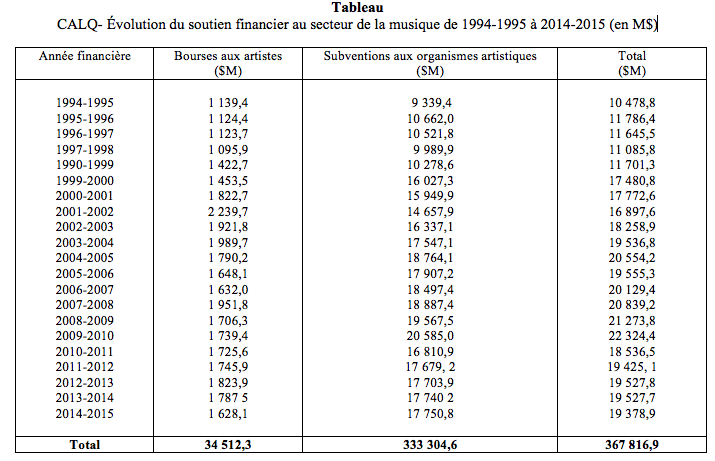 Tableau
CALQ- Évolution du soutien financier au secteur de la musique de 1994-1995 à 2014-2015 (en M$)
Année financière Bourses aux artistes ($M) Subventions aux organismes artistiques ($M) Total ($M)
1994-1995 1 139,4 9 339,4 10 478,8
1995-1996 1 124,4 10 662,0 11 786,4
1996-1997 1 123,7 10 521,8 11 645,5
1997-1998 1 095,9 9 989,9 11 085,8
1990-1999 1 422,7 10 278,6 11 701,3
1999-2000 1 453,5 16 027,3 17 480,8
2000-2001 1 822,7 15 949,9 17 772,6
2001-2002 2 239,7 14 657,9 16 897,6
2002-2003 1 921,8 16 337,1 18 258,9
2003-2004 1 989,7 17 547,1 19 536,8
2004-2005 1 790,2 18 764,1 20 554,2
2005-2006 1 648,1 17 907,2 19 555,3
2006-2007 1 632,0 18 497,4 20 129,4
2007-2008 1 951,8 18 887,4 20 839,2
2008-2009 1 706,3 19 567,5 21 273,8
2009-2010 1 739,4 20 585,0 22 324,4
2010-2011 1 725,6 16 810,9 18 536,5
2011-2012 1 745,9 17 679, 2 19 425, 1
2012-2013 1 823,9 17 703,9 19 527,8
2013-2014 1 787 5 17 740 2 19 527,7
2014-2015 1 628,1 17 750,8 19 378,9
Total 34 512,3 333 304,6 367 816,9